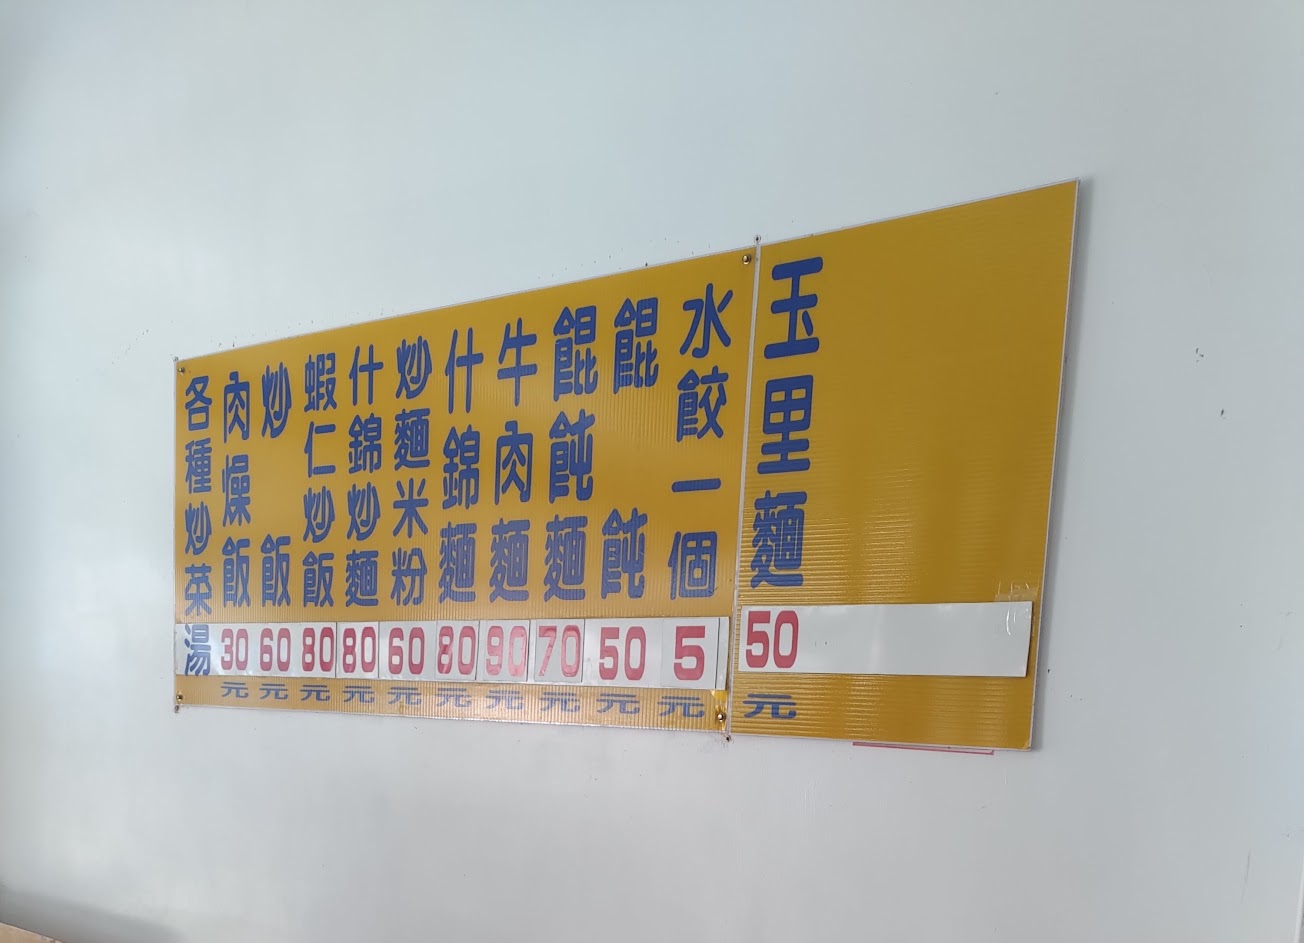 玉里麵 50元
水餃一個 5元
餛飩 50元
餛飩麵 70元
牛肉麵 90元
什錦麵 80元
炒麵米粉 60元
什錦炒麵 80元
蝦仁炒飯 80元
炒飯 60元
肉燥飯 30元
各種炒菜湯